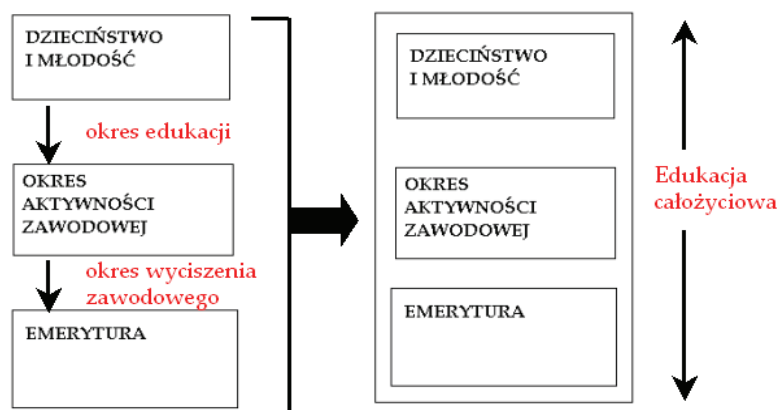 DZIECIŃSTWO
I MŁODOŚĆ
okres edukacji
OKRES
AKTYWNOŚCI
ZAWODOWEJ
okres wyciszenia
zawodowego
EMERYTURA
DZIECIŃSTWO
I MŁODOŚĆ
OKRES
AKTYWNOŚCI
ZAWODOWEJ
EMERYTURA
Edukacja
całożyciowa